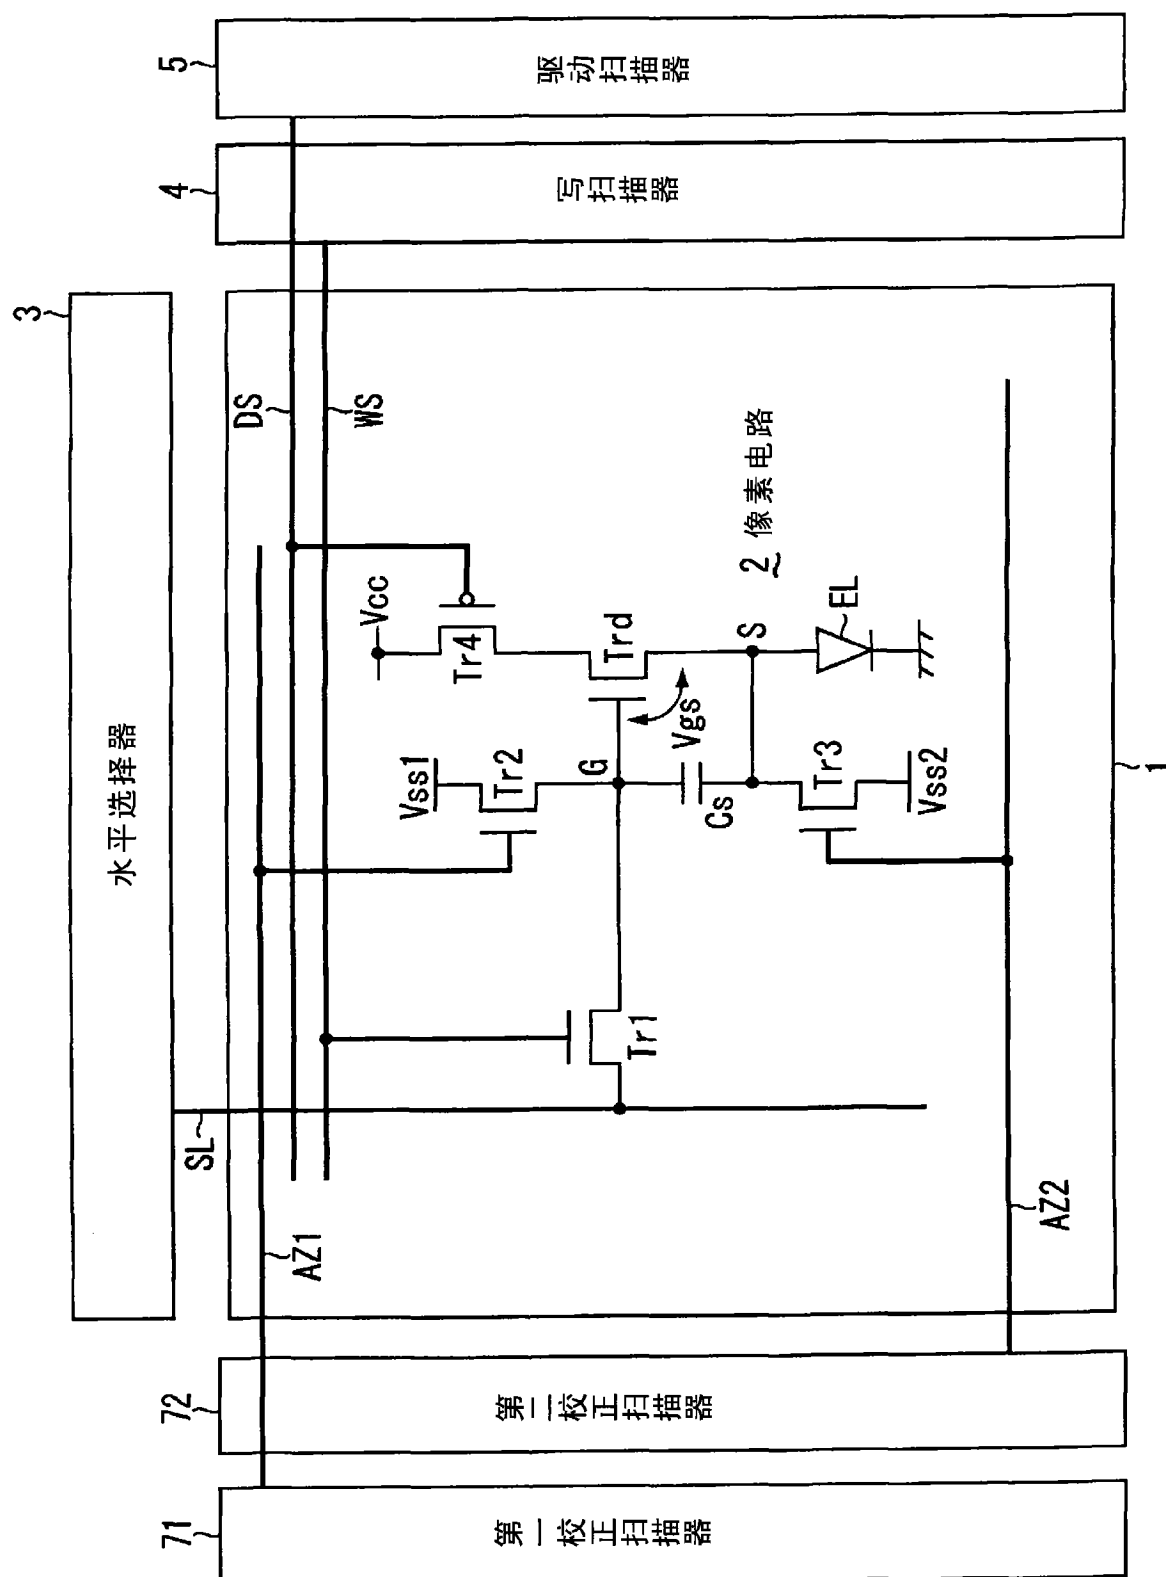 3
水平选择器
71
第一校正扫描器
72
第二校正扫描器
4
写扫描器
5
驱动扫描器
SL
AZ1
DS
WS
Vss1
Vcc
Tr2
Tr4
Tr1
G
Trd
Vgs
Cs
S
2 像素电路
Tr3
EL
Vss2
AZ2
1